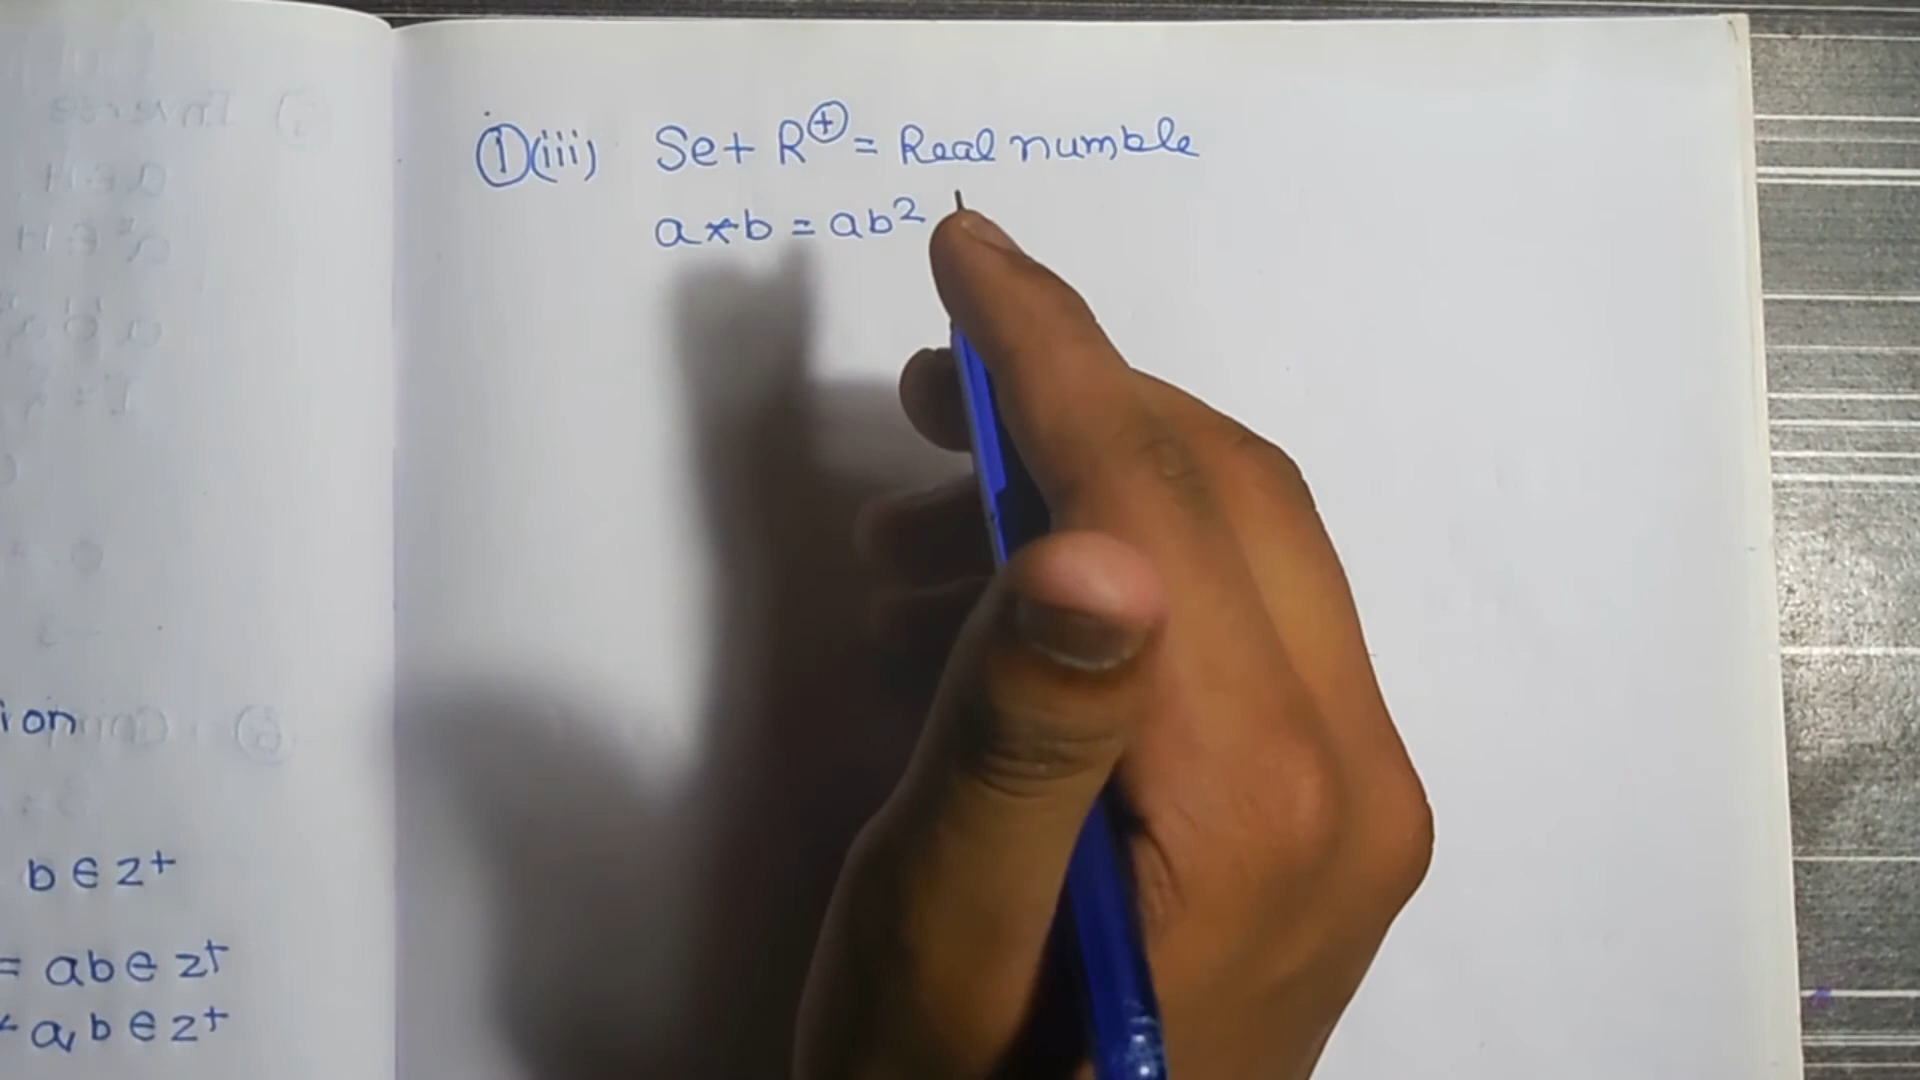 ①(iii) Set R⊕ = Real numble
a*b = ab²
ion
b∈z+
= ab∈z+
a, b∈z+